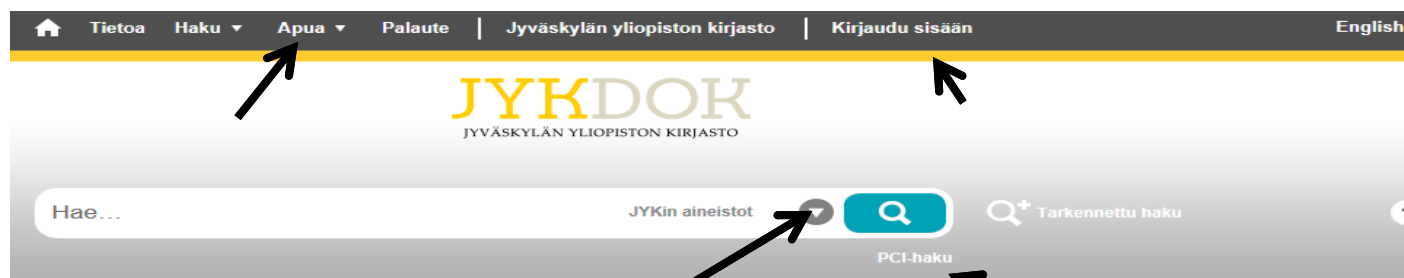 Tietoa Haku Apua Palaute | Jyväskylän yliopiston kirjasto | Kirjaudu sisään English
JYKDOK
JYVÄSKYLÄN YLIOPISTON KIRJASTO
Hae... JYKin aineistot Tarkennettu haku
PCI-haku